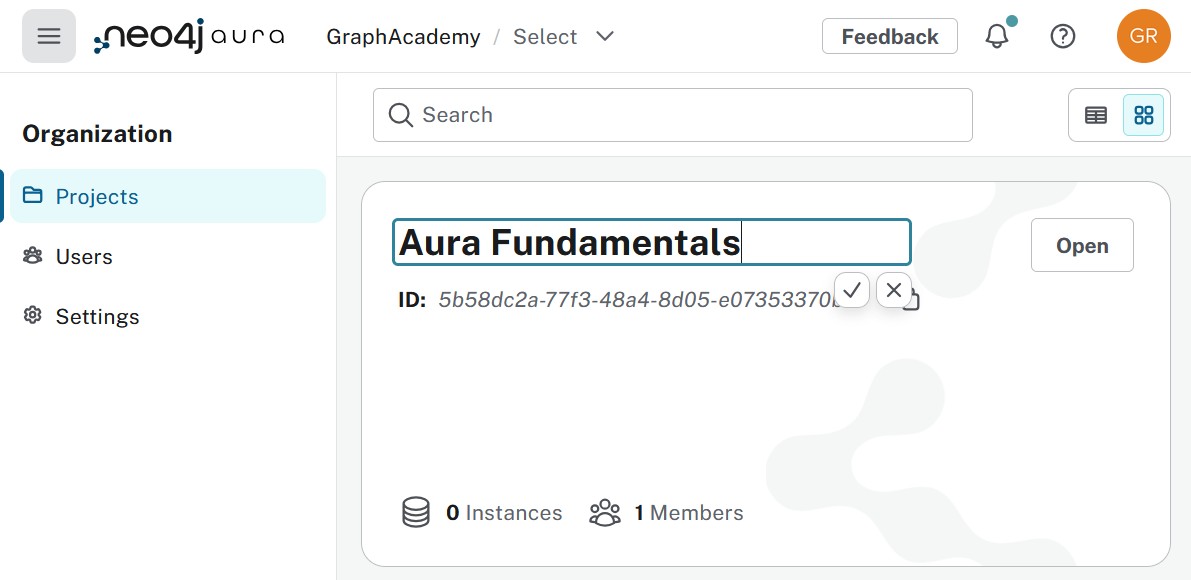 neo4j aura GraphAcademy / Select Feedback GR
Organization
Projects
Users
Settings
Search
Aura Fundamentals
Open
ID: 5b58dc2a-77f3-48a4-8d05-e07353370
0 Instances 1 Members